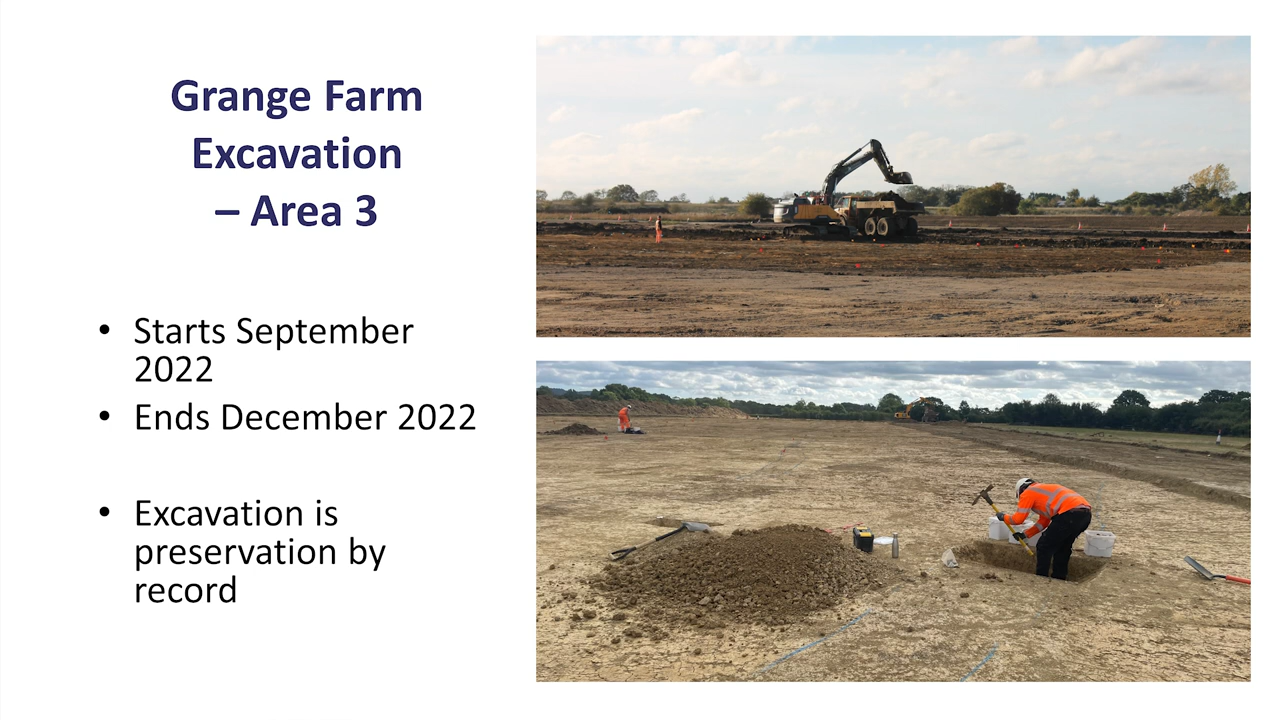 Grange Farm
Excavation
– Area 3
• Starts September
2022
• Ends December 2022
• Excavation is
preservation by
record